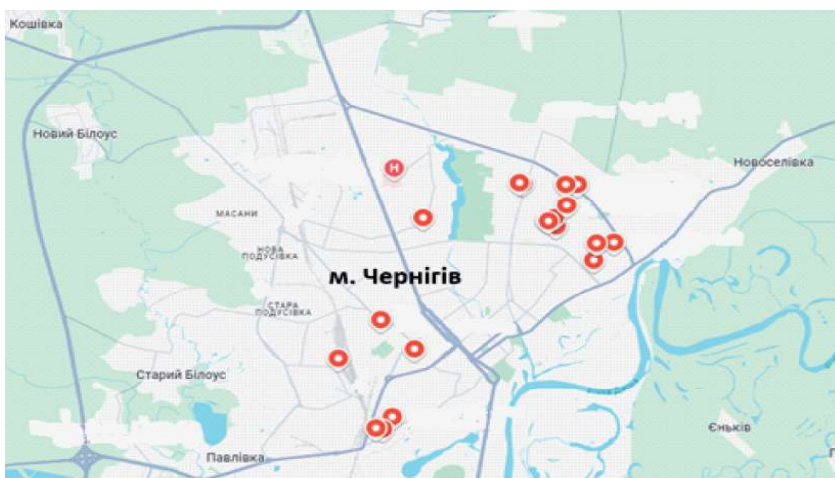 Кошівка
Новий Білоус
H
Новоселівка
МАСАНИ
НОВА
ПОДУСІВКА
м. Чернігів
СТАРА
ПОДУСІВКА
Старий Білоус
Єньків
Павлівка